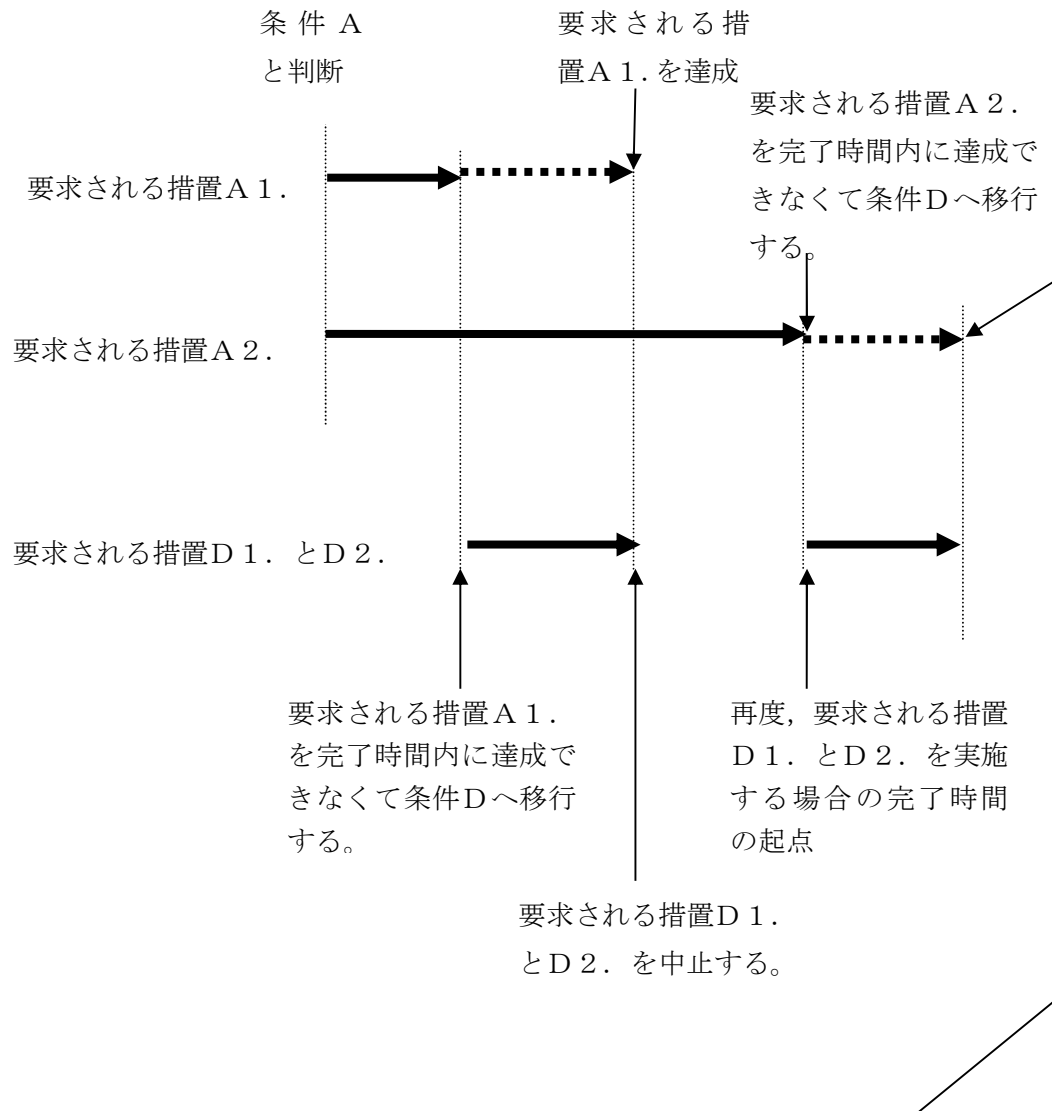 条件A
と判断
要求される措
置A１.を達成
要求される措置A２．
を完了時間内に達成で
きなくて条件Dへ移行
する。
要求される措置A１．
要求される措置A２．
要求される措置D１．とD２．
要求される措置A１．
を完了時間内に達成で
きなくて条件Dへ移行
する。
再度，要求される措置
D１．とD２．を実施
する場合の完了時間
の起点
要求される措置D１．
とD２．を中止する。